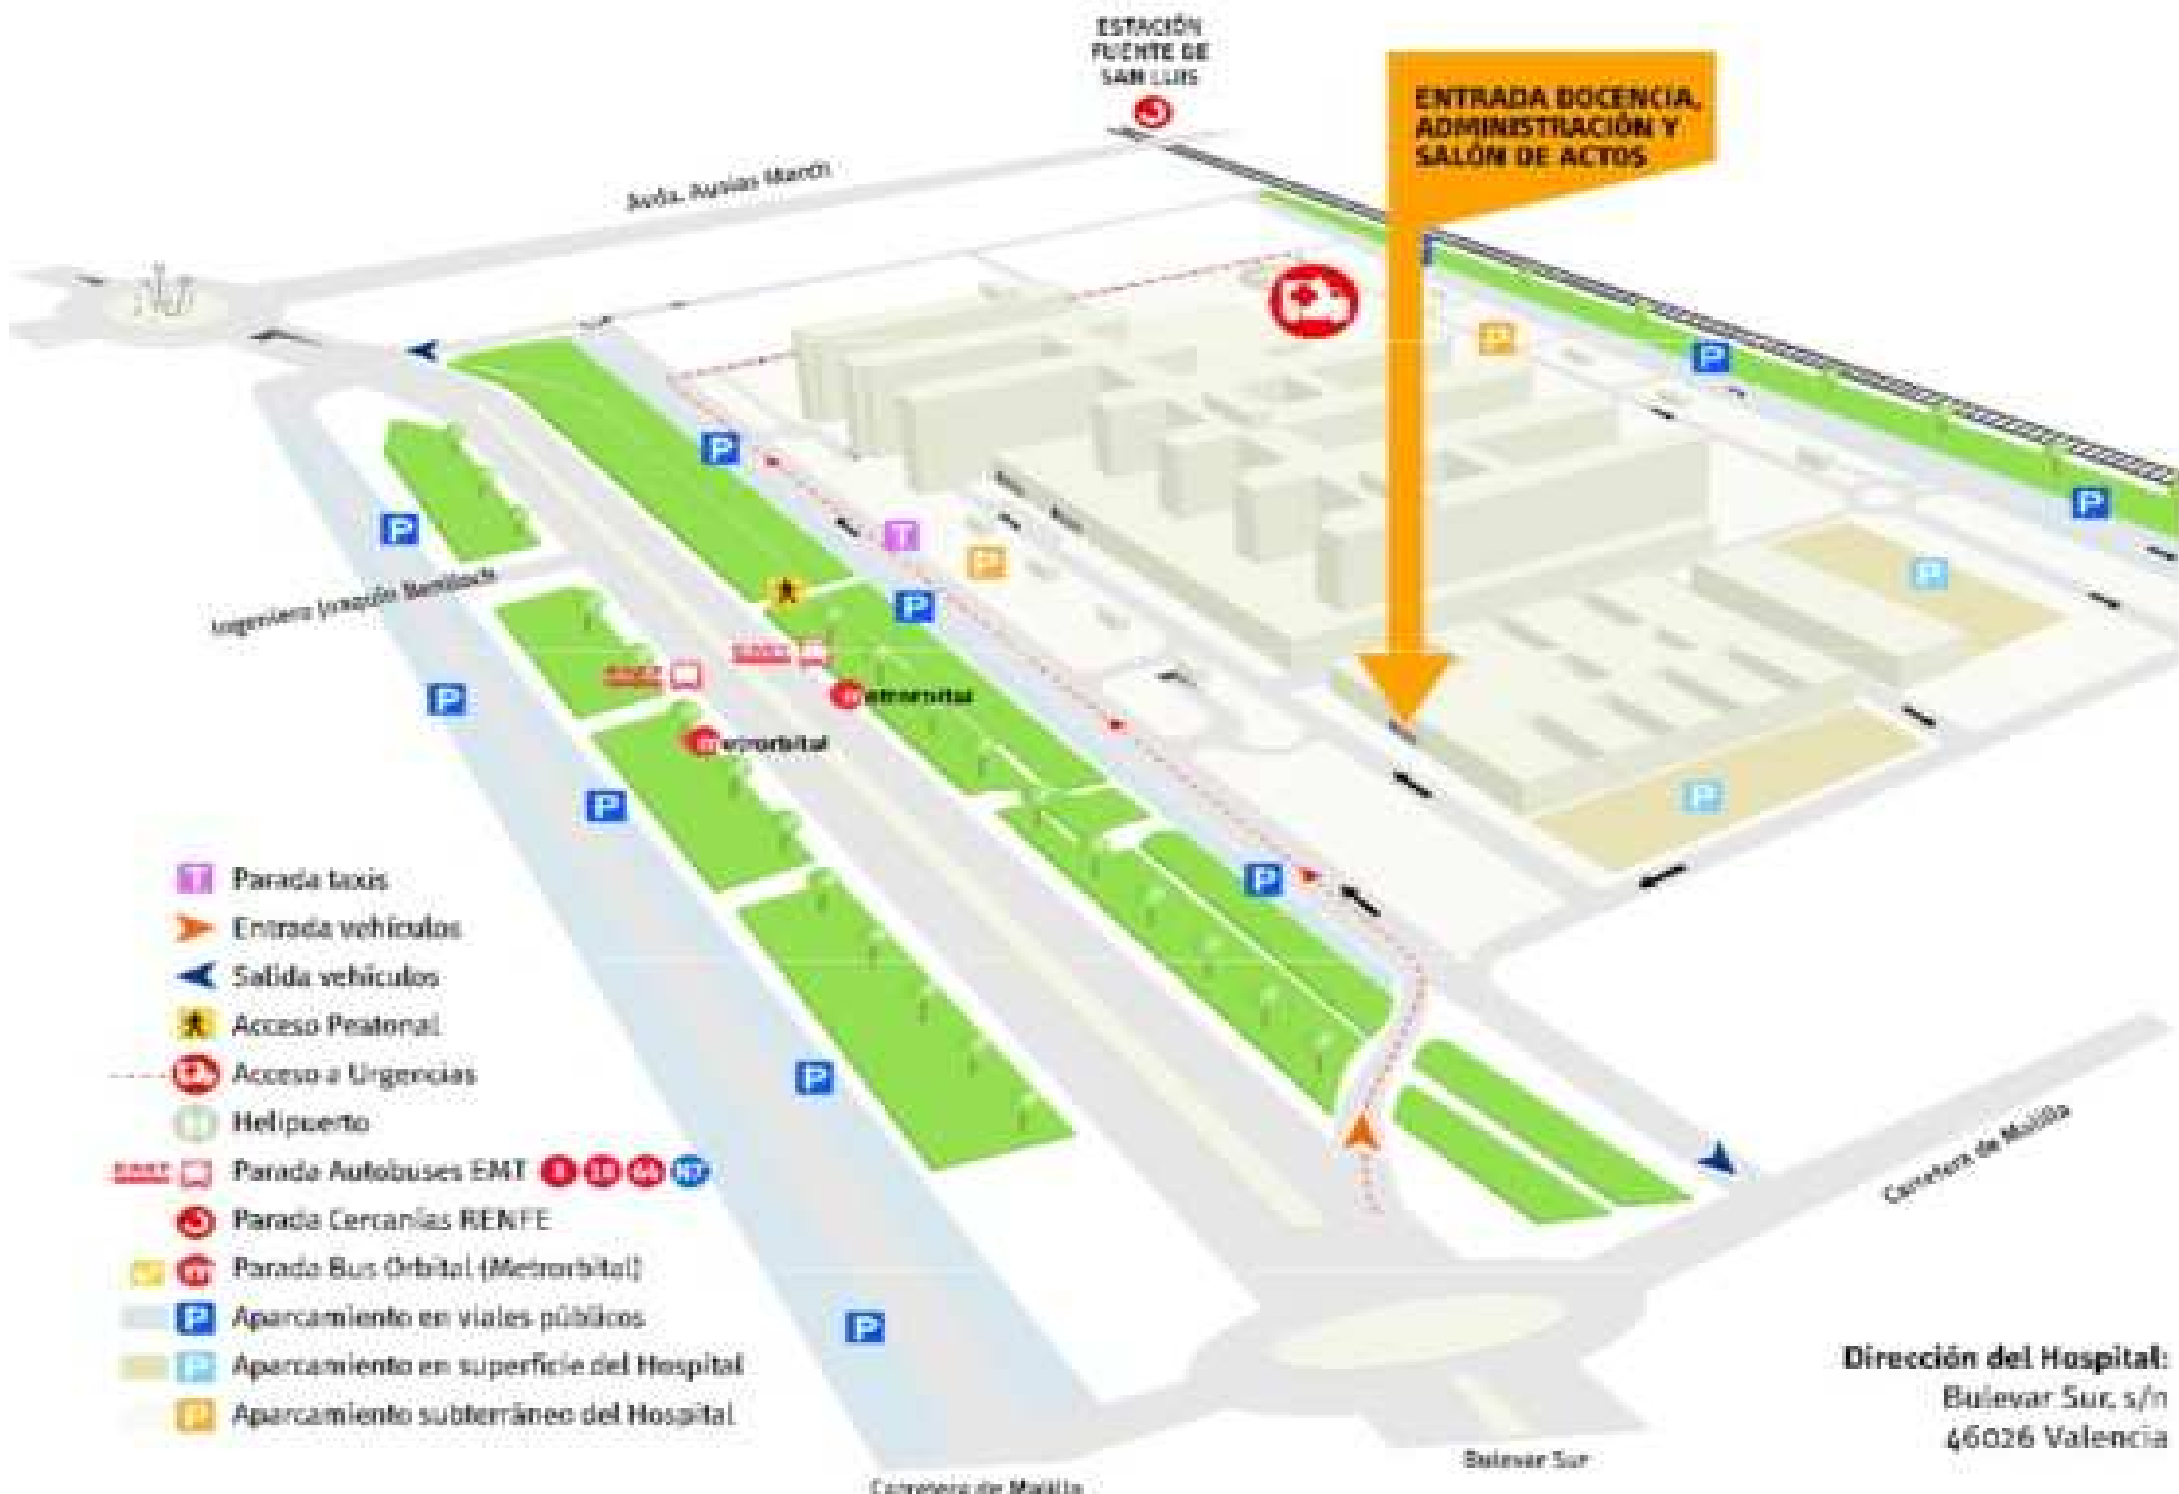 ESTACIÓN
FUENTE DE
SAN LUIS
ENTRADA DOCENCIA,
ADMINISTRACIÓN Y
SALÓN DE ACTOS
Avda. Ausias March
P
P
P
P
P
T
P
P
Ingeniero Joaquín Benlloch
P
P
P
metrorbital
metrorbital
P
P
P
P
P
T Parada taxis
Entrada vehículos
Salida vehículos
Acceso Peatonal
Acceso a Urgencias
Helipuerto
Parada Autobuses EMT
Parada Cercanías RENFE
m Parada Bus Orbital (Metrorbital)
P Aparcamiento en viales públicos
P Aparcamiento en superficie del Hospital
P Aparcamiento subterráneo del Hospital
Carretera de Malilla
Dirección del Hospital:
Bulevar Sur, s/n
46026 Valencia
Bulevar Sur
Carretera de Malilla